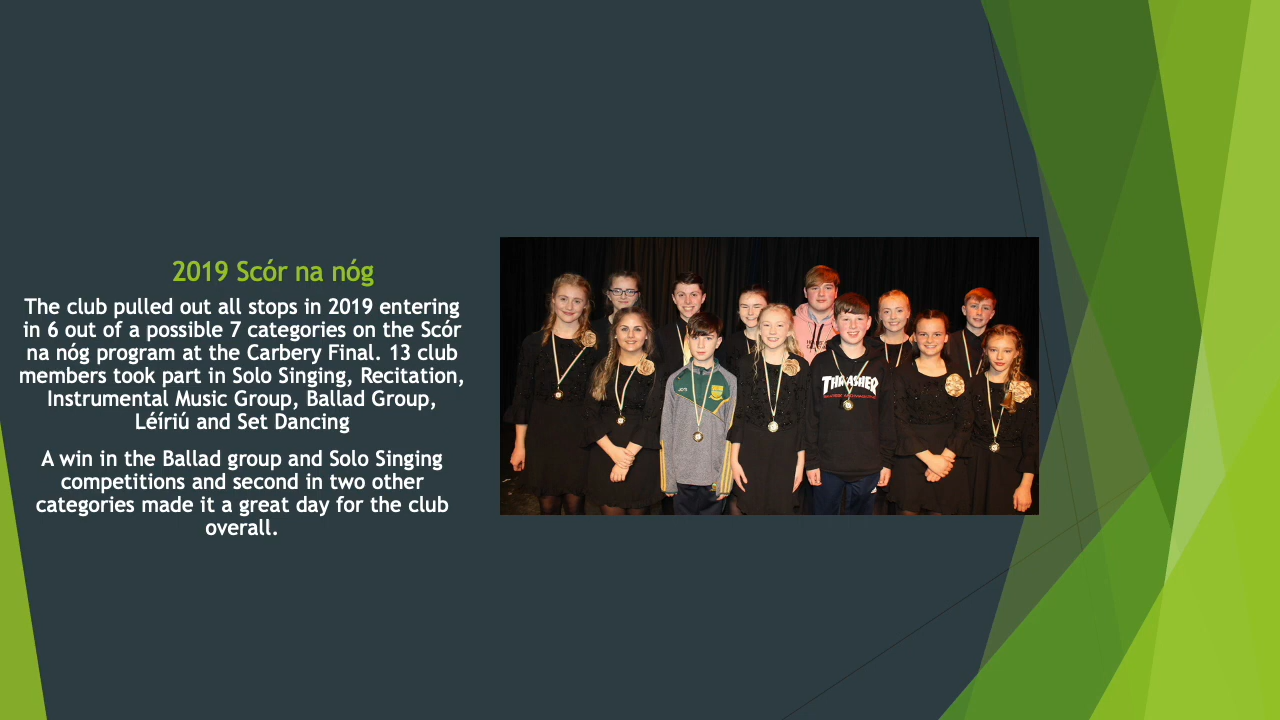 2019 Scór na nóg
The club pulled out all stops in 2019 entering
in 6 out of a possible 7 categories on the Scór
na nóg program at the Carbery Final. 13 club
members took part in Solo Singing, Recitation,
Instrumental Music Group, Ballad Group,
Léíriú and Set Dancing
A win in the Ballad group and Solo Singing
competitions and second in two other
categories made it a great day for the club
overall.
THRASHER